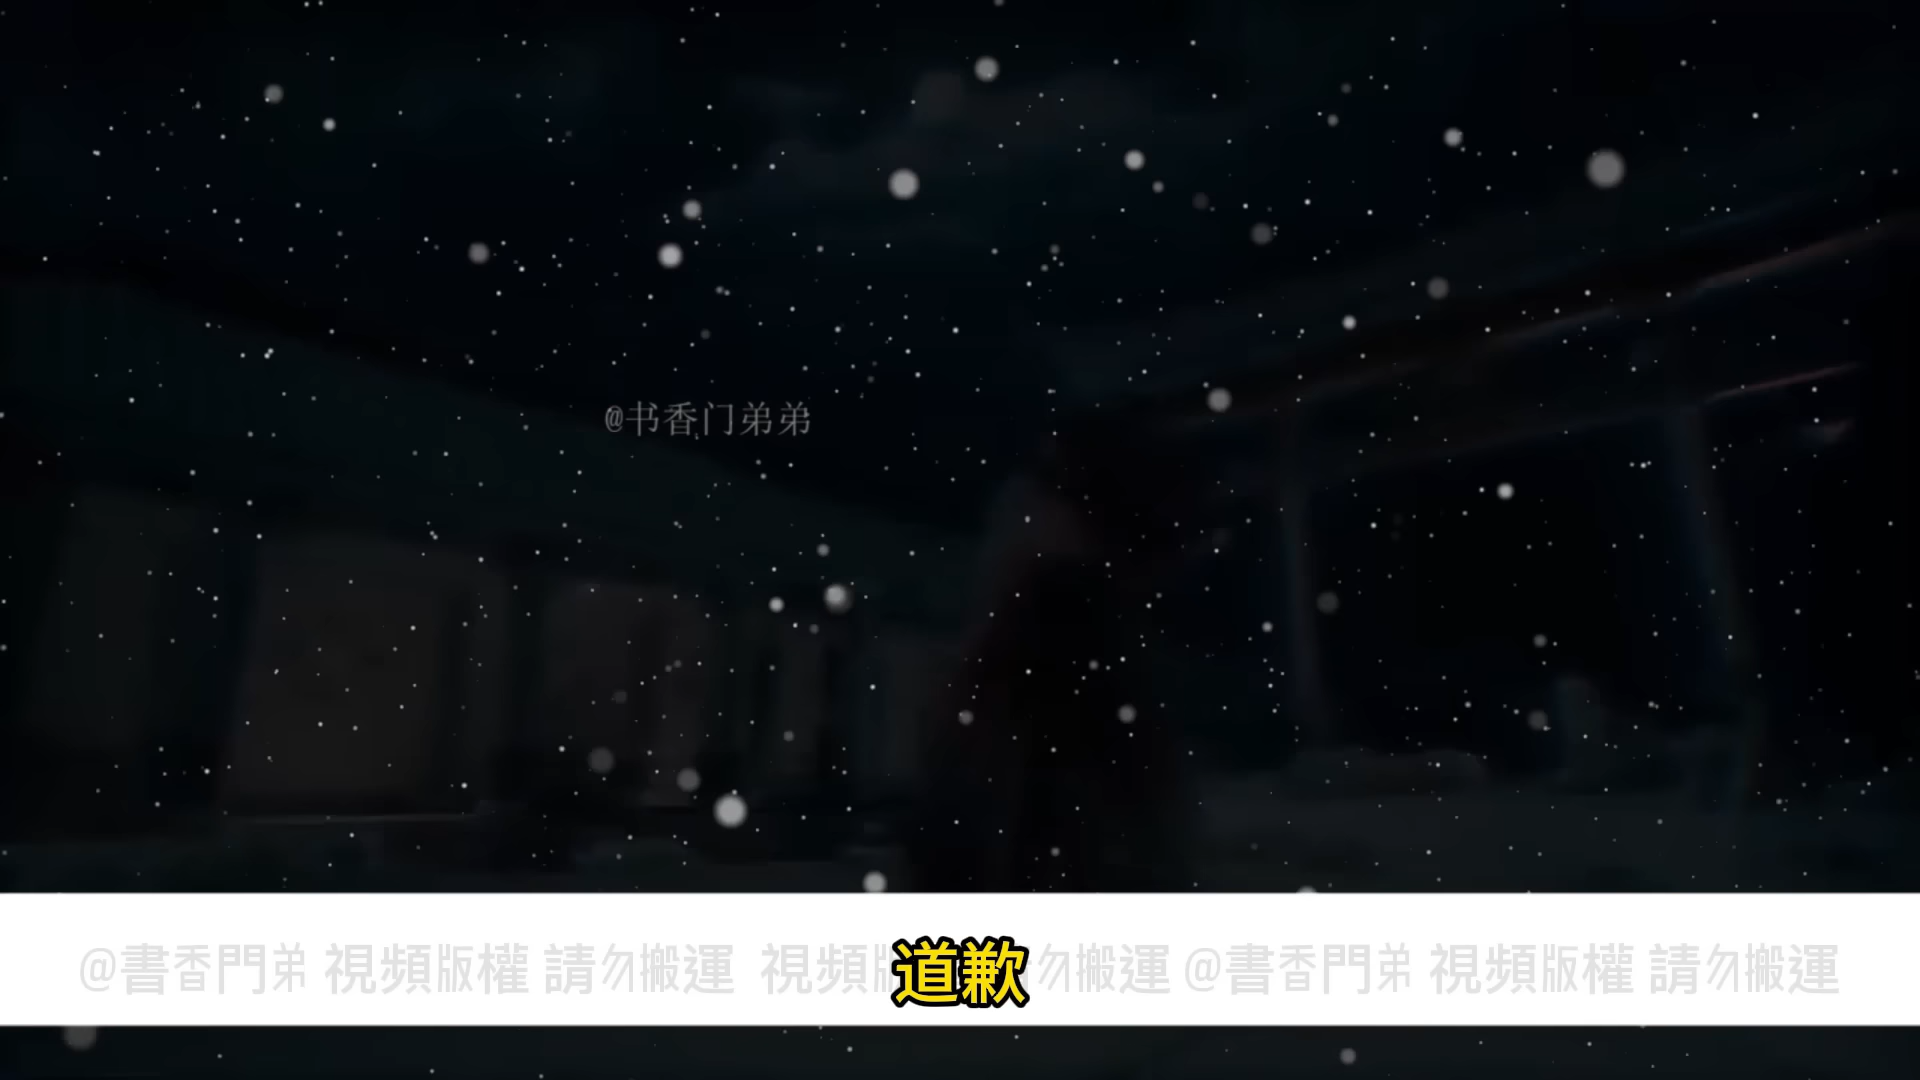 @书香门弟弟
@書香門弟 視頻版權 請勿搬運 視頻 勿搬運 @書香門弟 視頻版權 請勿搬運
道歉